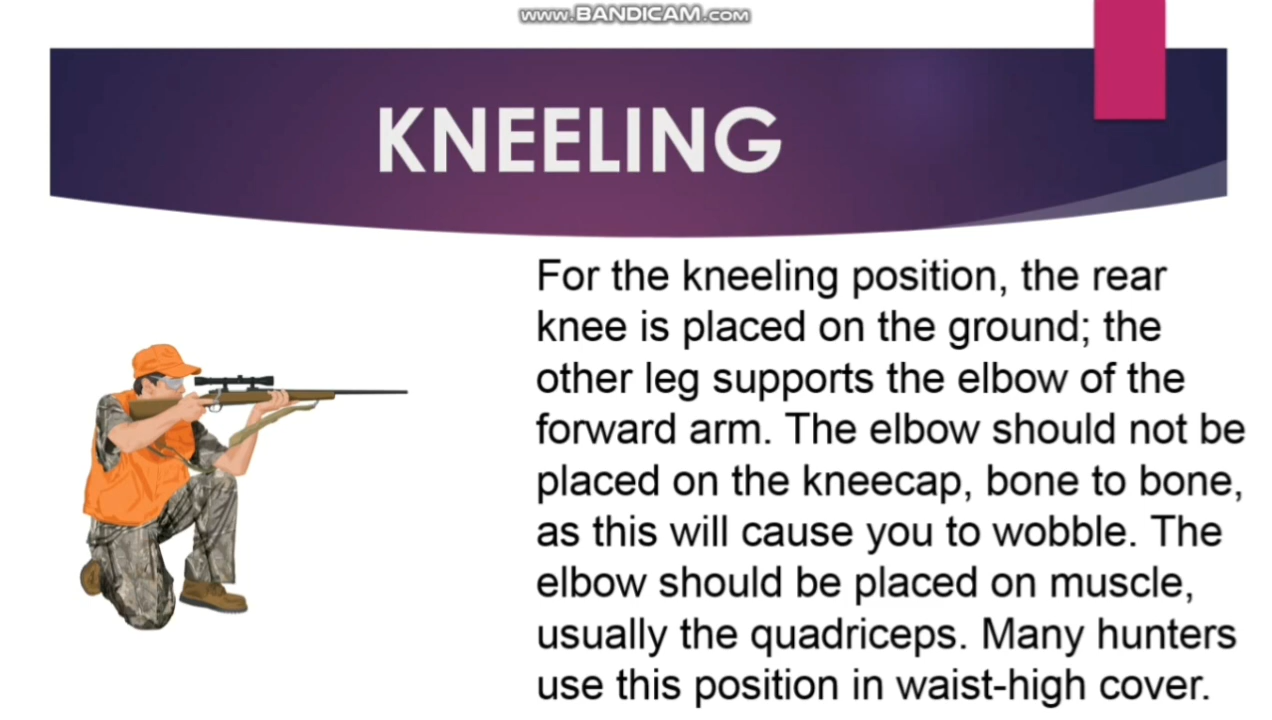 www.BANDICAM.com
KNEELING
For the kneeling position, the rear
knee is placed on the ground; the
other leg supports the elbow of the
forward arm. The elbow should not be
placed on the kneecap, bone to bone,
as this will cause you to wobble. The
elbow should be placed on muscle,
usually the quadriceps. Many hunters
use this position in waist-high cover.